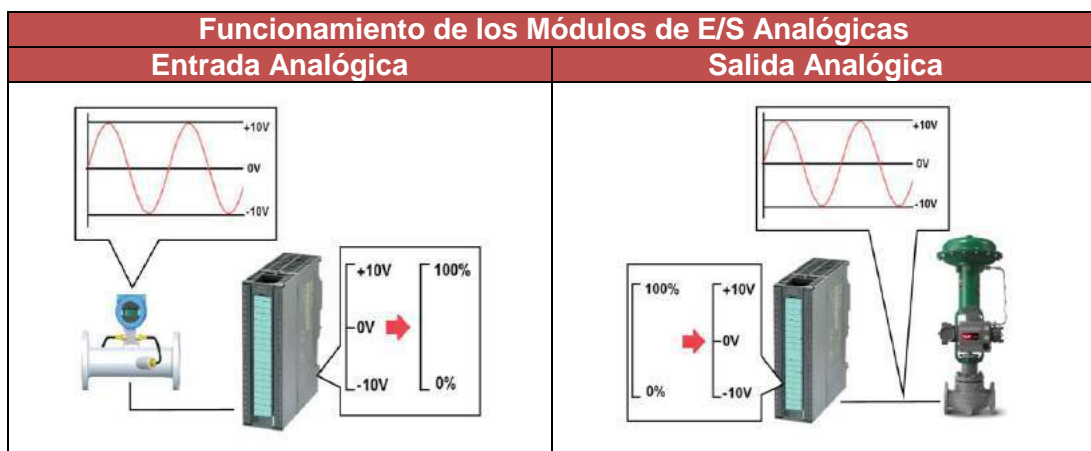 Funcionamiento de los Módulos de E/S Analógicas
Entrada Analógica
Salida Analógica
+10V
0V
-10V
+10V
0V
-10V
100%
0%
+10V
0V
-10V
100%
0%
+10V
0V
-10V